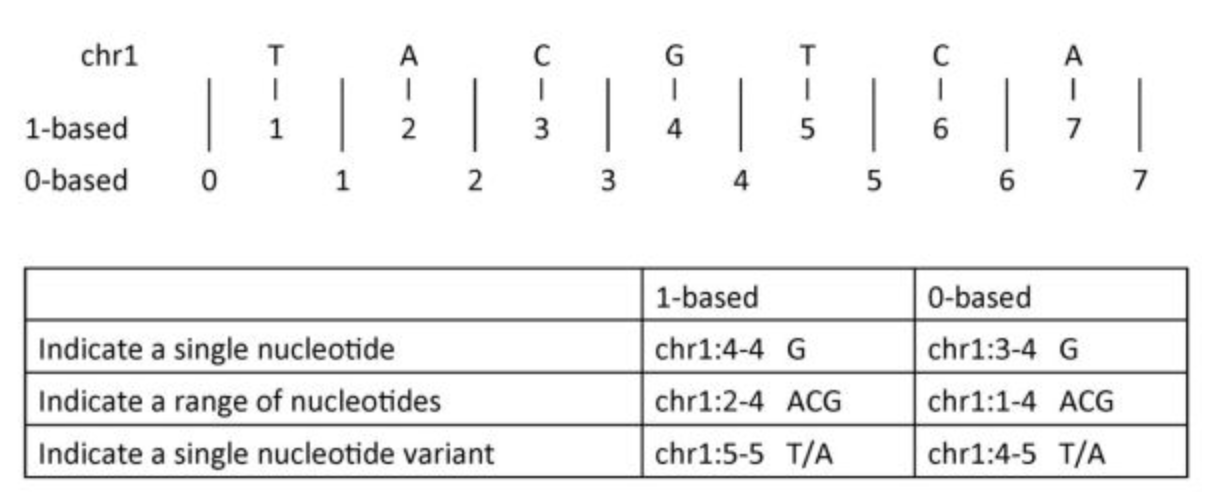 chr1 T A C G T C A
1-based 1 2 3 4 5 6 7
0-based 0 1 2 3 4 5 6 7
1-based 0-based
Indicate a single nucleotide chr1:4-4 G chr1:3-4 G
Indicate a range of nucleotides chr1:2-4 ACG chr1:1-4 ACG
Indicate a single nucleotide variant chr1:5-5 T/A chr1:4-5 T/A